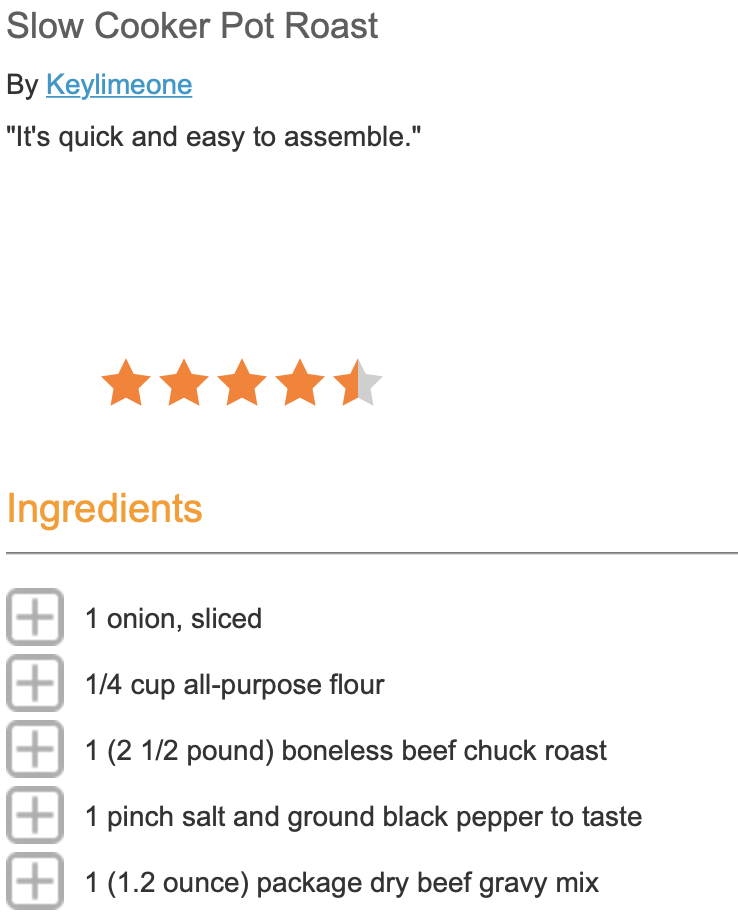 Slow Cooker Pot Roast
By Keylimeone
"It's quick and easy to assemble."
Ingredients
1 onion, sliced
1/4 cup all-purpose flour
1 (2 1/2 pound) boneless beef chuck roast
1 pinch salt and ground black pepper to taste
1 (1.2 ounce) package dry beef gravy mix